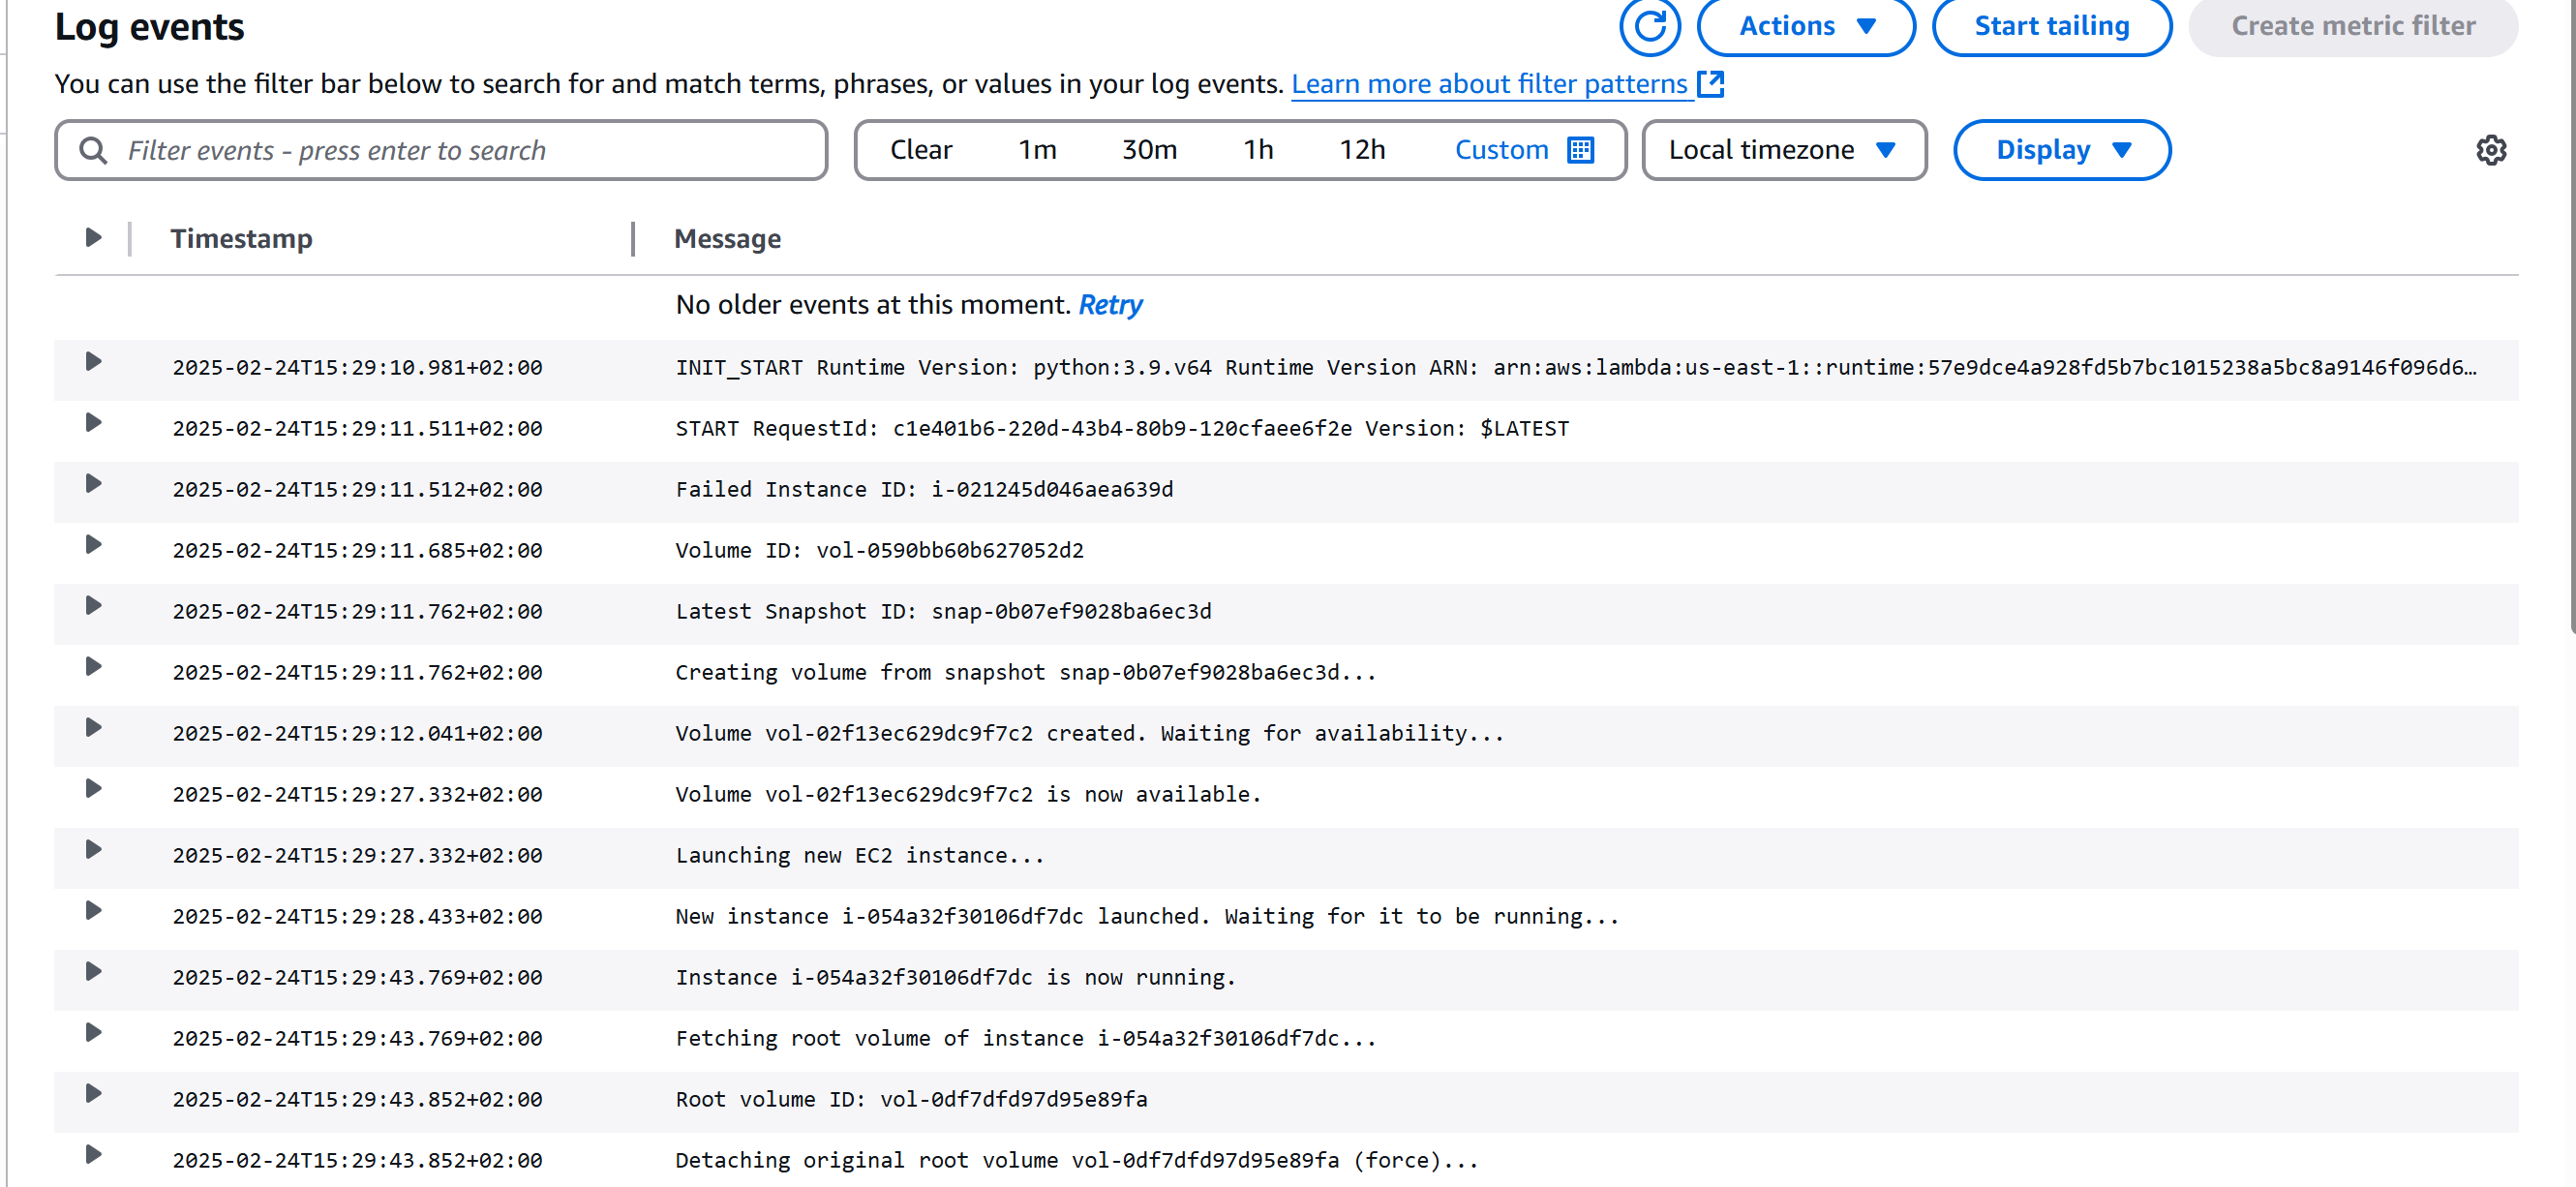 Log events
Actions
Start tailing
Create metric filter
You can use the filter bar below to search for and match terms, phrases, or values in your log events. Learn more about filter patterns
Filter events - press enter to search
Clear 1m 30m 1h 12h Custom
Local timezone
Display
Timestamp Message
No older events at this moment. Retry
2025-02-24T15:29:10.981+02:00 INIT_START Runtime Version: python:3.9.v64 Runtime Version ARN: arn:aws:lambda:us-east-1::runtime:57e9dce4a928fd5b7bc1015238a5bc8a9146f096d6…
2025-02-24T15:29:11.511+02:00 START RequestId: c1e401b6-220d-43b4-80b9-120cfaee6f2e Version: $LATEST
2025-02-24T15:29:11.512+02:00 Failed Instance ID: i-021245d046aea639d
2025-02-24T15:29:11.685+02:00 Volume ID: vol-0590bb60b627052d2
2025-02-24T15:29:11.762+02:00 Latest Snapshot ID: snap-0b07ef9028ba6ec3d
2025-02-24T15:29:11.762+02:00 Creating volume from snapshot snap-0b07ef9028ba6ec3d...
2025-02-24T15:29:12.041+02:00 Volume vol-02f13ec629dc9f7c2 created. Waiting for availability...
2025-02-24T15:29:27.332+02:00 Volume vol-02f13ec629dc9f7c2 is now available.
2025-02-24T15:29:27.332+02:00 Launching new EC2 instance...
2025-02-24T15:29:28.433+02:00 New instance i-054a32f30106df7dc launched. Waiting for it to be running...
2025-02-24T15:29:43.769+02:00 Instance i-054a32f30106df7dc is now running.
2025-02-24T15:29:43.769+02:00 Fetching root volume of instance i-054a32f30106df7dc...
2025-02-24T15:29:43.852+02:00 Root volume ID: vol-0df7dfd97d95e89fa
2025-02-24T15:29:43.852+02:00 Detaching original root volume vol-0df7dfd97d95e89fa (force)...